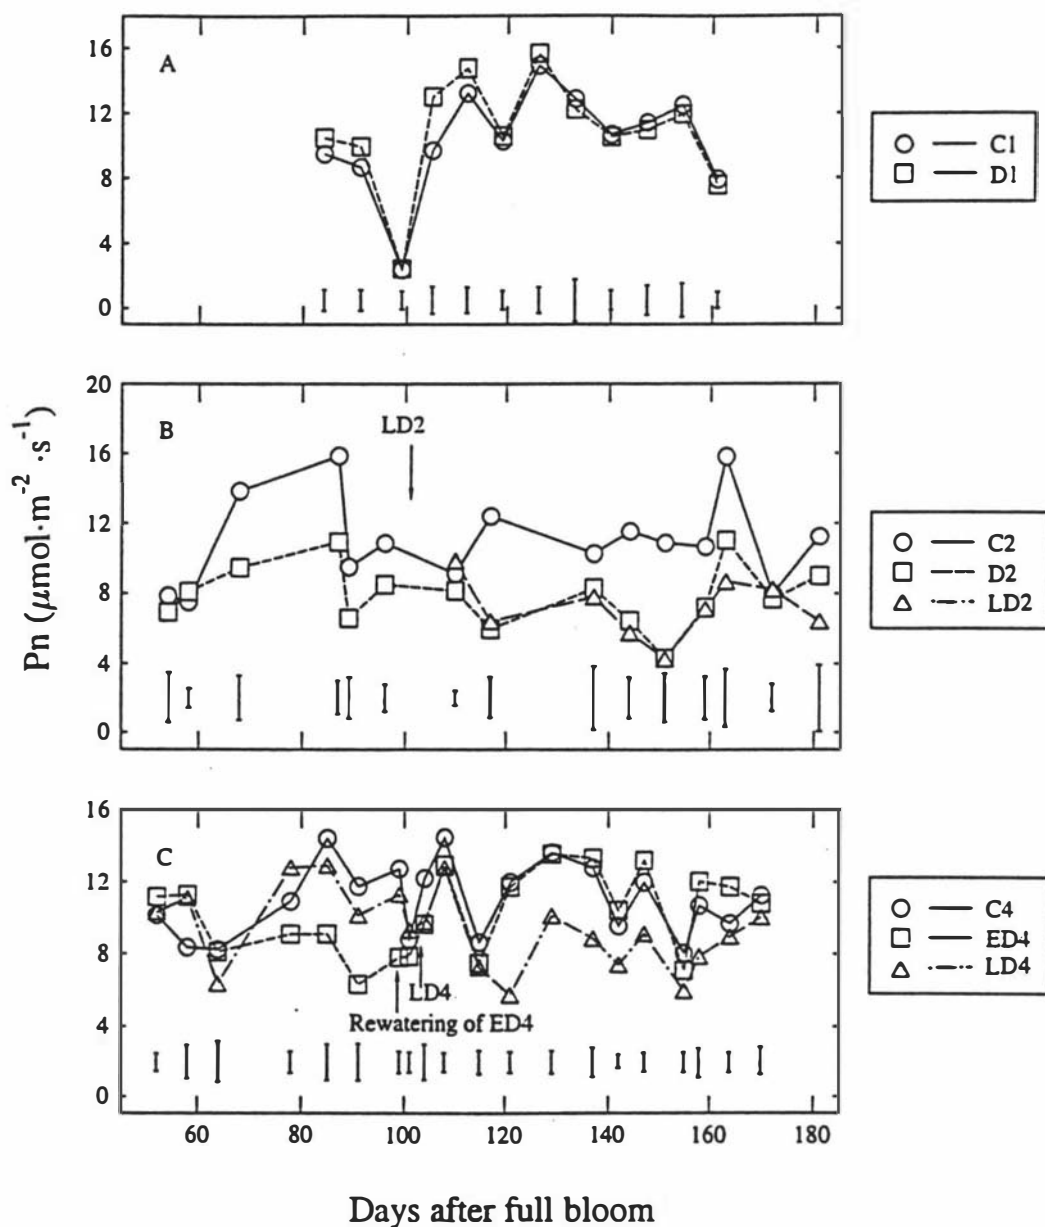 16
A
12
8
4
0
C1
D1
20
B
LD2
16
12
8
4
0
C2
D2
LD2
Pn (μmol·m⁻²·s⁻¹)
16
C
12
8
4
0
LD4
Rewatering of ED4
C4
ED4
LD4
60 80 100 120 140 160 180
Days after full bloom